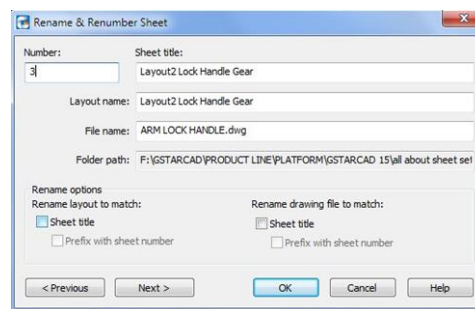 Rename & Renumber Sheet
Number: Sheet title:
3 Layout2 Lock Handle Gear
Layout name: Layout2 Lock Handle Gear
File name: ARM LOCK HANDLE.dwg
Folder path: F:\GSTARCAD\PRODUCT LINE\PLATFORM\GSTARCAD 15\all about sheet set
Rename options
Rename layout to match: Rename drawing file to match:
Sheet title Sheet title
Prefix with sheet number Prefix with sheet number
< Previous Next > OK Cancel Help